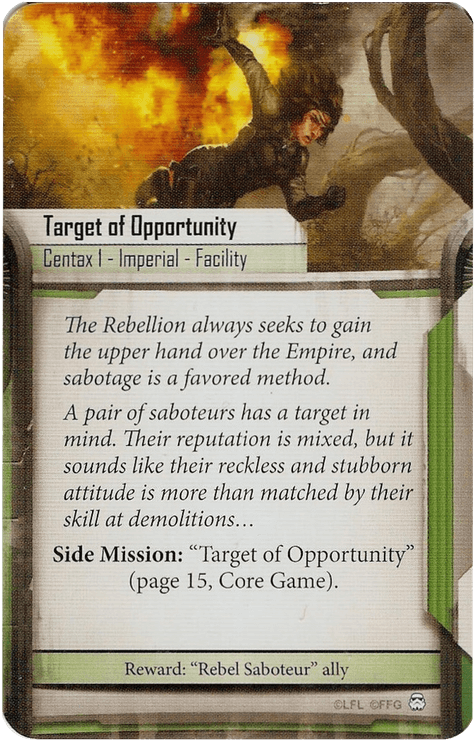 Target of Opportunity
Centax I - Imperial - Facility
The Rebellion always seeks to gain
the upper hand over the Empire, and
sabotage is a favored method.
A pair of saboteurs has a target in
mind. Their reputation is mixed, but it
sounds like their reckless and stubborn
attitude is more than matched by their
skill at demolitions…
Side Mission: “Target of Opportunity”
(page 15, Core Game).
Reward: “Rebel Saboteur” ally
©LFL ©FFG